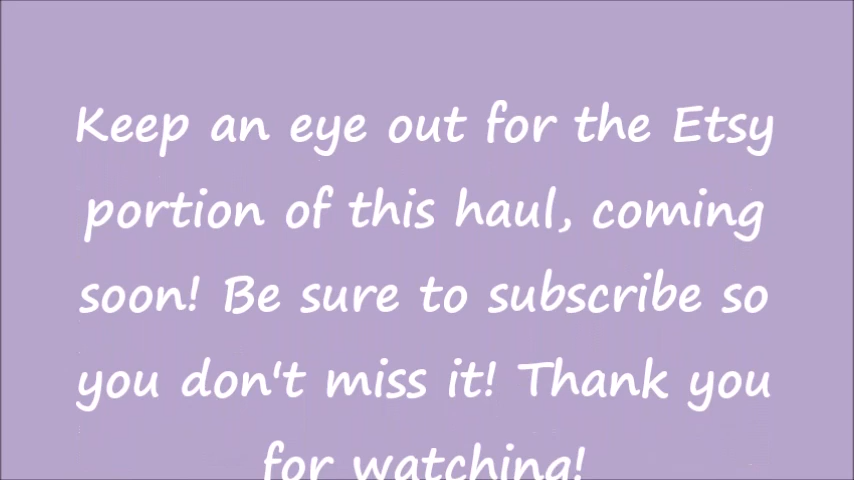 Keep an eye out for the Etsy
portion of this haul, coming
soon! Be sure to subscribe so
you don't miss it! Thank you
for watching!